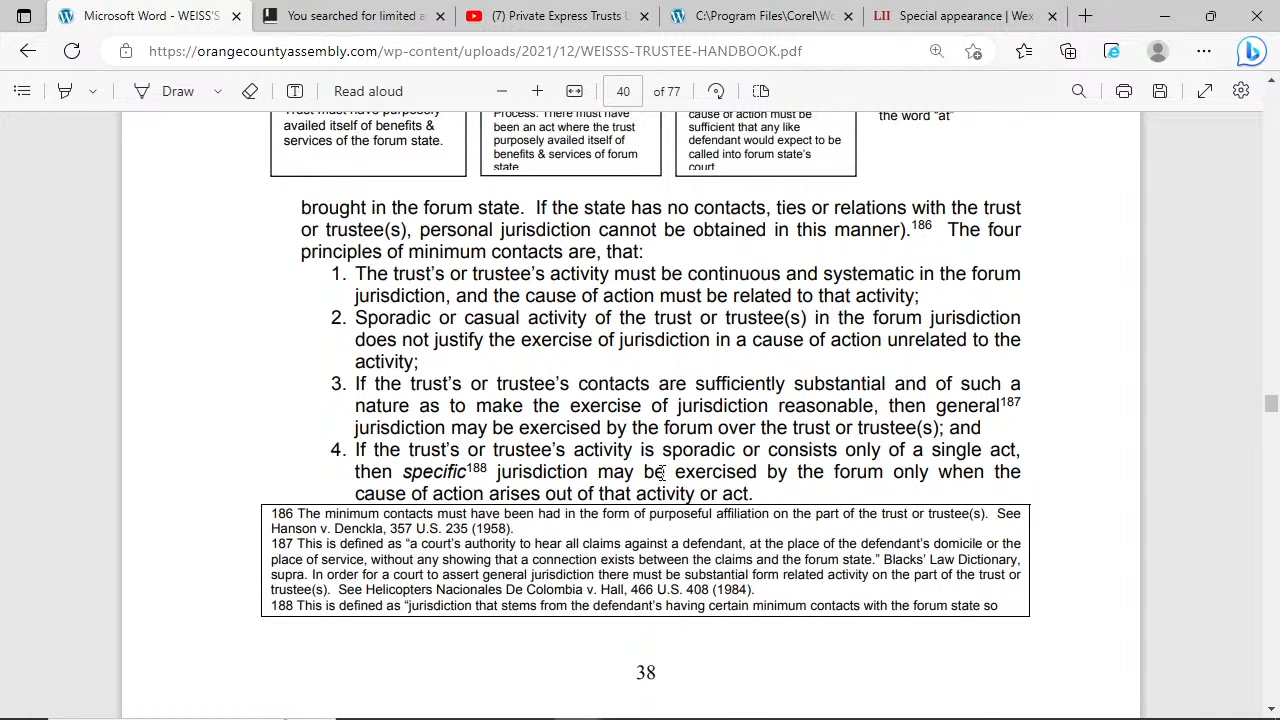 Microsoft Word - WEISS'S
You searched for limited a
(7) Private Express Trusts
C:\Program Files\Corel\Wo
LII Special appearance | Wex
https://orangecountyassembly.com/wp-content/uploads/2021/12/WEISSS-TRUSTEE-HANDBOOK.pdf
Draw
Read aloud
40 of 77
availed itself of benefits &
services of the forum state.
Process. There must have
been an act where the trust
purposely availed itself of
benefits & services of forum
state
cause of action must be
sufficient that any like
defendant would expect to be
called into forum state's
court
the word "at"
brought in the forum state. If the state has no contacts, ties or relations with the trust
or trustee(s), personal jurisdiction cannot be obtained in this manner).186 The four
principles of minimum contacts are, that:
1. The trust's or trustee's activity must be continuous and systematic in the forum
jurisdiction, and the cause of action must be related to that activity;
2. Sporadic or casual activity of the trust or trustee(s) in the forum jurisdiction
does not justify the exercise of jurisdiction in a cause of action unrelated to the
activity;
3. If the trust's or trustee's contacts are sufficiently substantial and of such a
nature as to make the exercise of jurisdiction reasonable, then general187
jurisdiction may be exercised by the forum over the trust or trustee(s); and
4. If the trust's or trustee's activity is sporadic or consists only of a single act,
then specific188 jurisdiction may be exercised by the forum only when the
cause of action arises out of that activity or act.
186 The minimum contacts must have been had in the form of purposeful affiliation on the part of the trust or trustee(s). See
Hanson v. Denckla, 357 U.S. 235 (1958).
187 This is defined as "a court's authority to hear all claims against a defendant, at the place of the defendant's domicile or the
place of service, without any showing that a connection exists between the claims and the forum state." Blacks' Law Dictionary,
supra. In order for a court to assert general jurisdiction there must be substantial form related activity on the part of the trust or
trustee(s). See Helicopters Nacionales De Colombia v. Hall, 466 U.S. 408 (1984).
188 This is defined as "jurisdiction that stems from the defendant's having certain minimum contacts with the forum state so
38